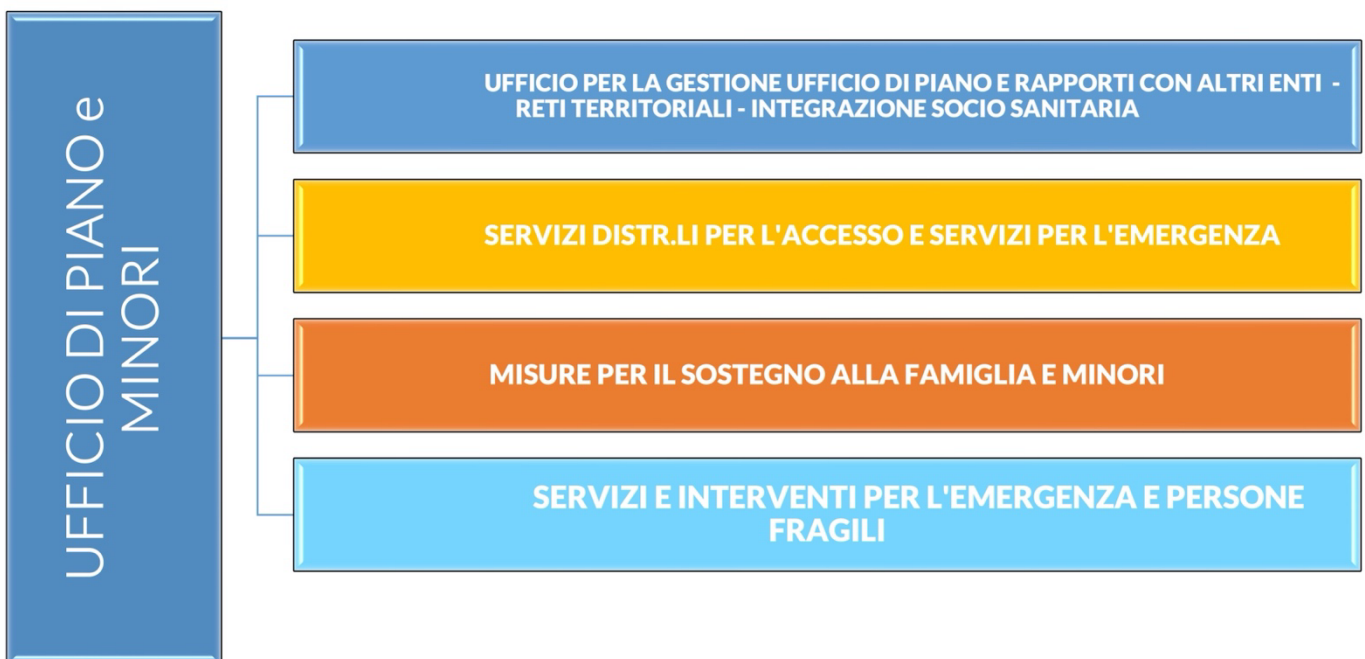 UFFICIO DI PIANO e
MINORI
UFFICIO PER LA GESTIONE UFFICIO DI PIANO E RAPPORTI CON ALTRI ENTI -
RETI TERRITORIALI - INTEGRAZIONE SOCIO SANITARIA
SERVIZI DISTR.LI PER L'ACCESSO E SERVIZI PER L'EMERGENZA
MISURE PER IL SOSTEGNO ALLA FAMIGLIA E MINORI
SERVIZI E INTERVENTI PER L'EMERGENZA E PERSONE
FRAGILI